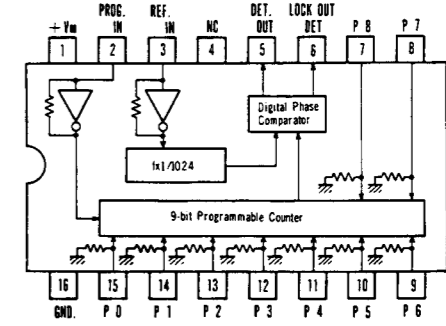 PROG. REF. DET. LOCK OUT
+Vm IN IN NC OUT DET P 8 P 7
1 2 3 4 5 6 7 8
Digital Phase
Comparator
fx1/1024
9-bit Programmable Counter
16 15 14 13 12 11 10 9
GND. P 0 P 1 P 2 P 3 P 4 P 5 P 6